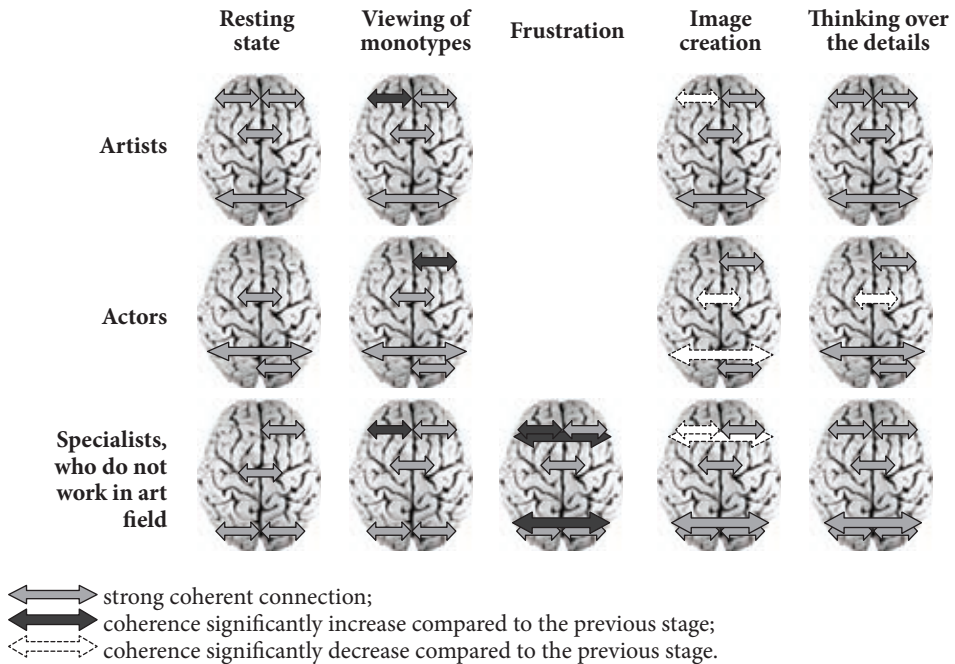 Resting
state
Viewing of
monotypes
Frustration
Image
creation
Thinking over
the details
Artists
Actors
Specialists,
who do not
work in art
field
strong coherent connection;
coherence significantly increase compared to the previous stage;
coherence significantly decrease compared to the previous stage.